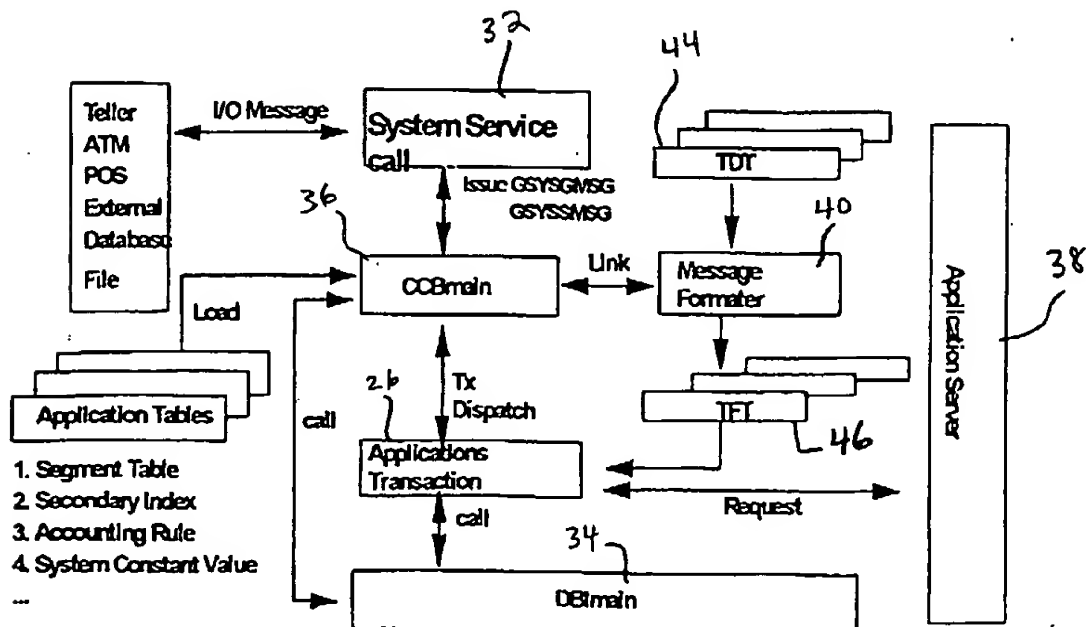 32
44
Teller
ATM
POS
External
Database
File
I/O Message
System Service
call
TDT
Issue GSYSGMSG
GSYSSMSG
36
40
38
CCBmain
Link
Message
Formater
Application Server
Load
Application Tables
call
26
Tx
Dispatch
TFT
46
Applications
Transaction
Request
1. Segment Table
2. Secondary Index
3. Accounting Rule
4. System Constant Value
...
call
34
DBImain